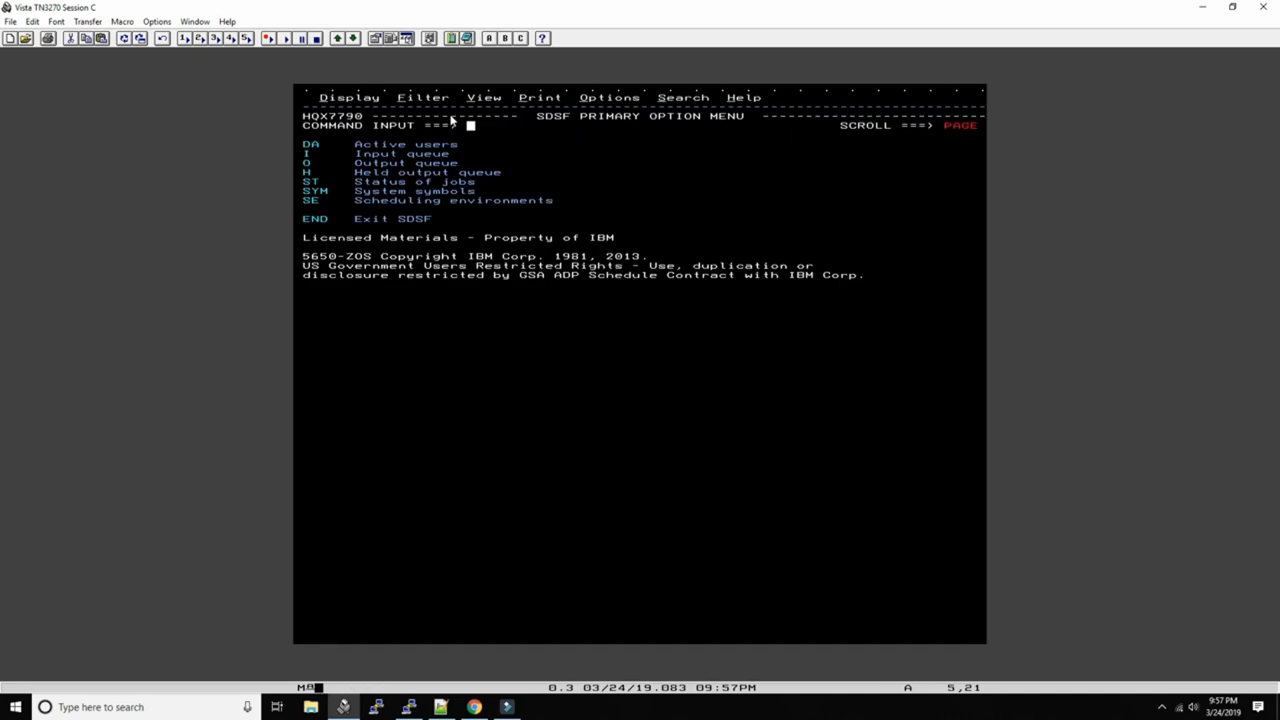 Vista TN3270 Session C
File Edit Font Transfer Macro Options Window Help
1 2 3 4 5 A B C ?
Display Filter View Print Options Search Help
HQX7790 ----------------- SDSF PRIMARY OPTION MENU --------------------------
COMMAND INPUT ===> SCROLL ===> PAGE
DA Active users
I Input queue
O Output queue
H Held output queue
ST Status of jobs
SYM System symbols
SE Scheduling environments
END Exit SDSF
Licensed Materials - Property of IBM
5650-ZOS Copyright IBM Corp. 1981, 2013.
US Government Users Restricted Rights - Use, duplication or
disclosure restricted by GSA ADP Schedule Contract with IBM Corp.
0.3 03/24/19.083 09:57PM A 5,21
Type here to search
9:57 PM
3/24/2019